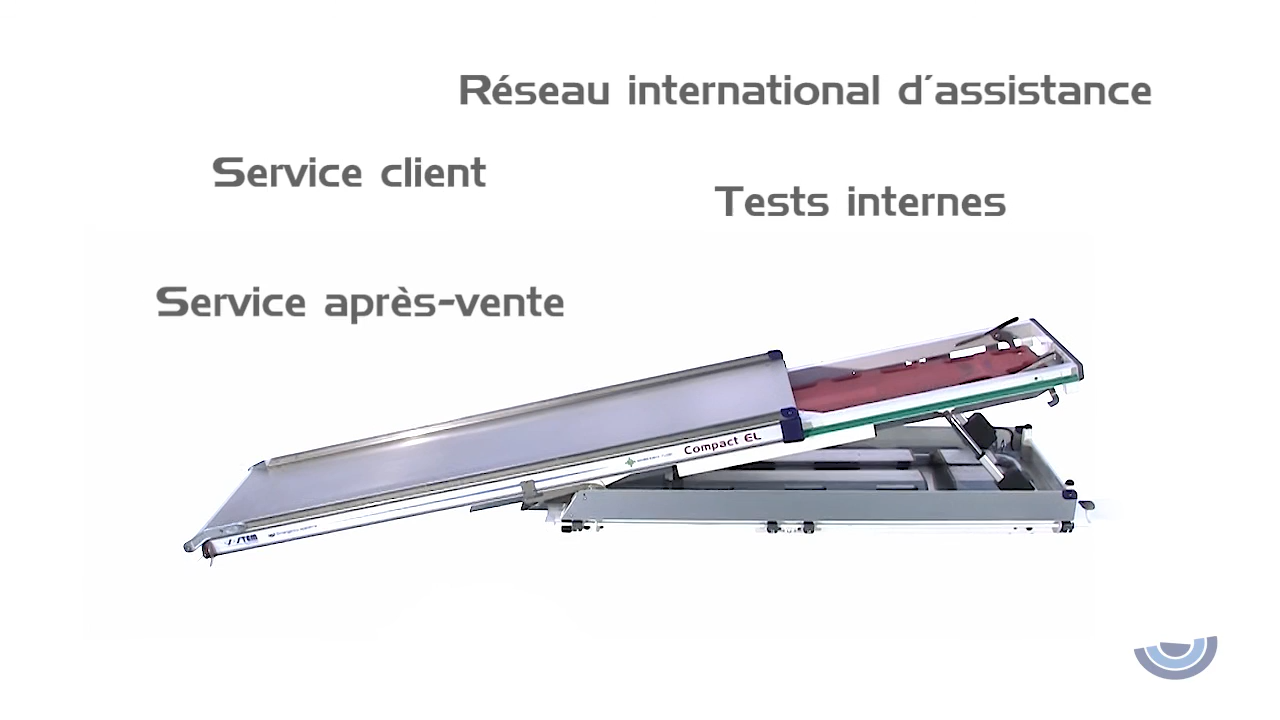 Réseau international d´assistance
Service client
Tests internes
Service après-vente
Compact EL